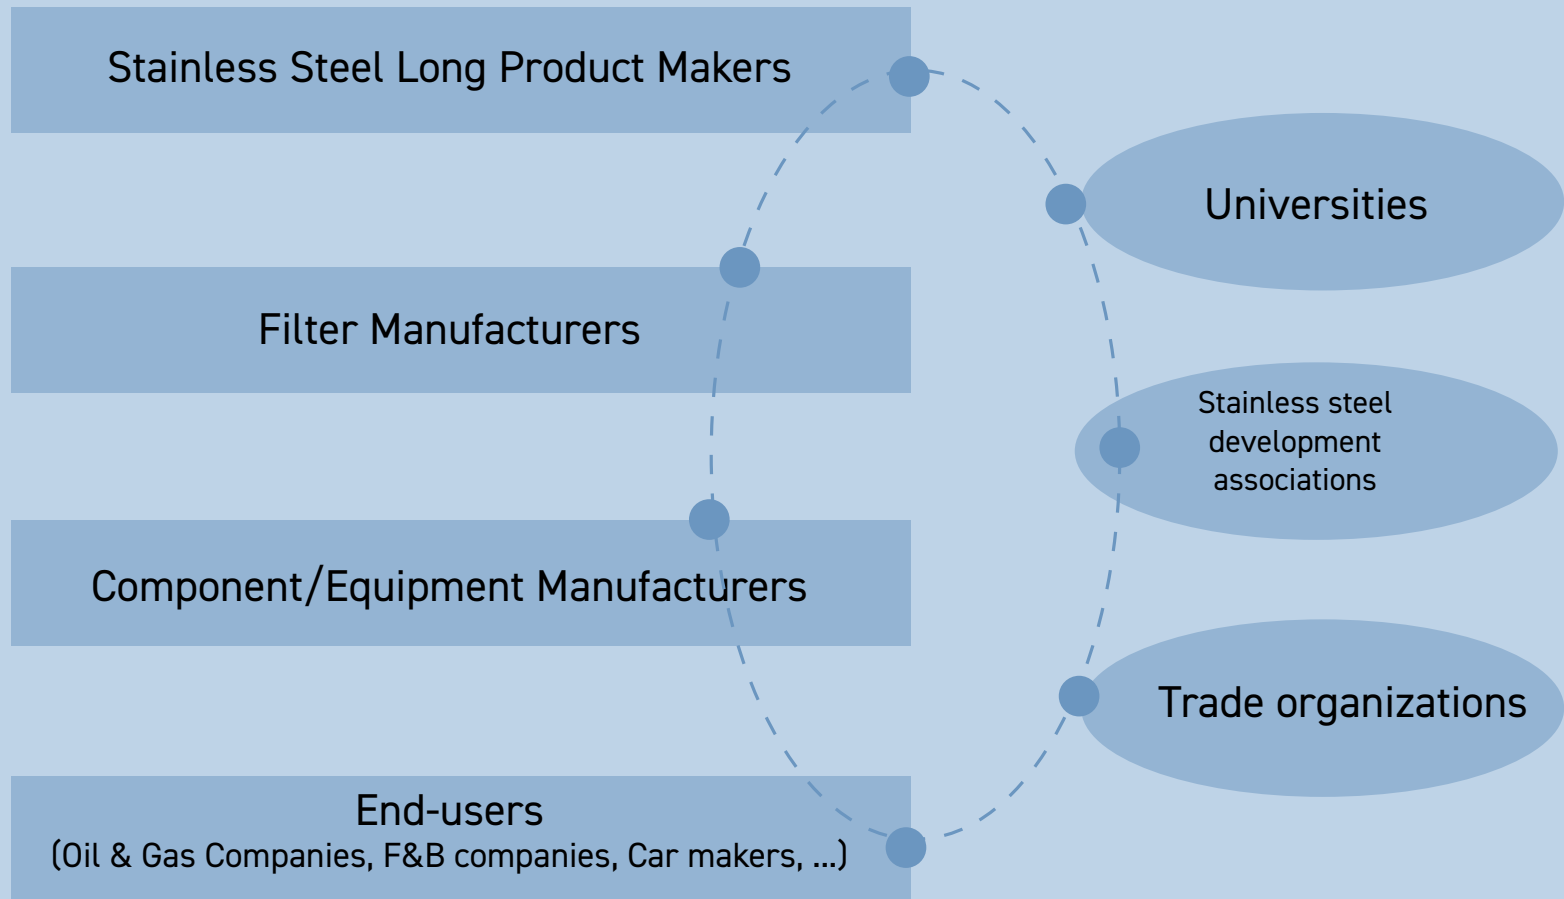 Stainless Steel Long Product Makers
Universities
Filter Manufacturers
Stainless steel
development
associations
Component/Equipment Manufacturers
Trade organizations
End-users
(Oil & Gas Companies, F&B companies, Car makers, ...)